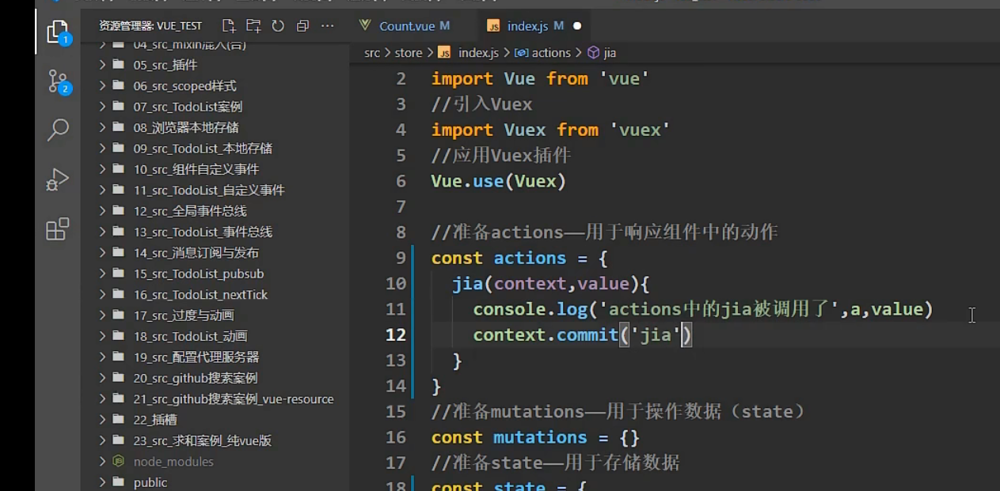 资源管理器: VUE_TEST
04_src_mixin混入(合)
05_src_插件
06_src_scoped样式
07_src_TodoList案例
08_浏览器本地存储
09_src_TodoList_本地存储
10_src_组件自定义事件
11_src_TodoList_自定义事件
12_src_全局事件总线
13_src_TodoList_事件总线
14_src_消息订阅与发布
15_src_TodoList_pubsub
16_src_TodoList_nextTick
17_src_过度与动画
18_src_TodoList_动画
19_src_配置代理服务器
20_src_github搜索案例
21_src_github搜索案例_vue-resource
22_插槽
23_src_求和案例_纯vue版
node_modules
public
1
2
Count.vue M
JS index.js M
src > store > JS index.js > actions > jia
2 import Vue from 'vue'
3 //引入Vuex
4 import Vuex from 'vuex'
5 //应用Vuex插件
6 Vue.use(Vuex)
7
8 //准备actions——用于响应组件中的动作
9 const actions = {
10 jia(context,value){
11 console.log('actions中的jia被调用了',a,value)
12 context.commit('jia')
13 }
14 }
15 //准备mutations——用于操作数据（state）
16 const mutations = {}
17 //准备state——用于存储数据
18 const state = {